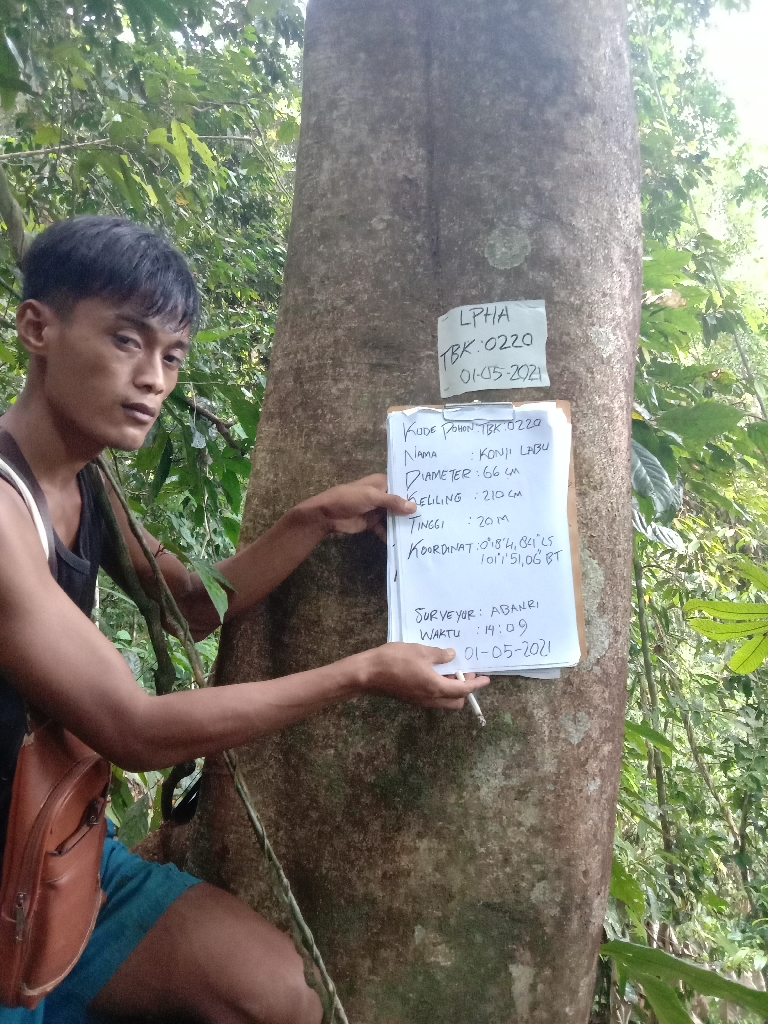 LPHA
TBK:0220
01-05-2021
KODE POHON:TBK:0220
NAMA : KONJI LABU
DIAMETER : 66 CM
KELILING : 210 CM
TINGGI : 20 M
KOORDINAT : 0°8'4, 84" LS
101°1'51,06" BT
SURVEYUR : ABANRI
WAKTU : 14:09
01-05-2021